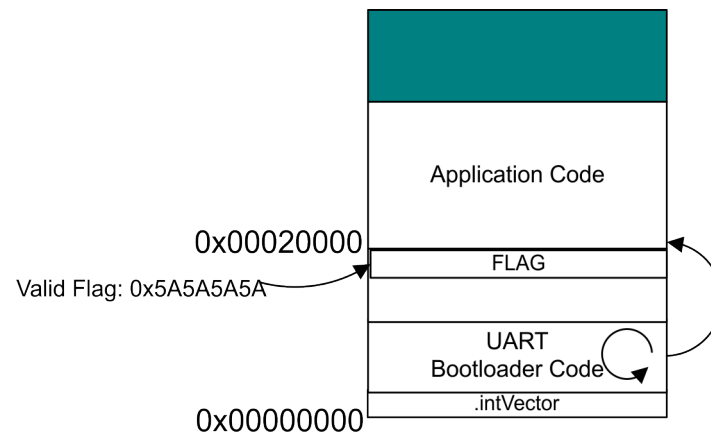 Application Code
0x00020000
FLAG
Valid Flag: 0x5A5A5A5A
UART
Bootloader Code
.intVector
0x00000000